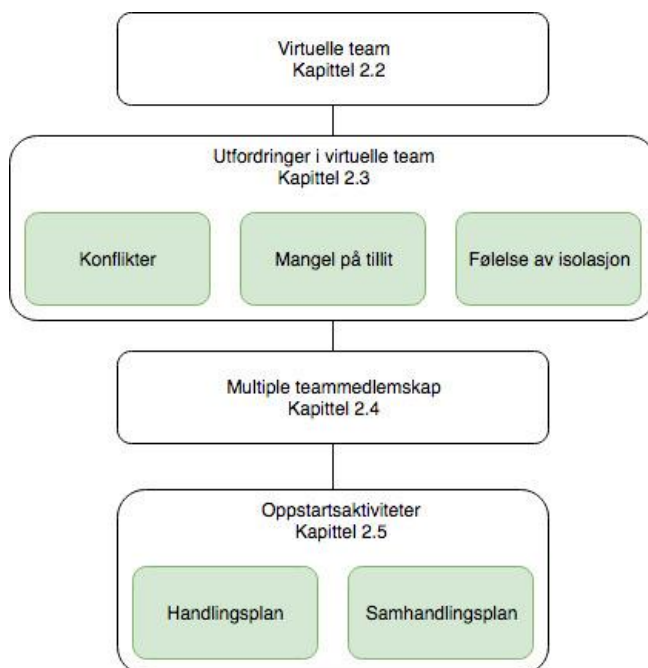 Virtuelle team
Kapittel 2.2
Utfordringer i virtuelle team
Kapittel 2.3
Konflikter
Mangel på tillit
Følelse av isolasjon
Multiple teammedlemskap
Kapittel 2.4
Oppstartsaktiviteter
Kapittel 2.5
Handlingsplan
Samhandlingsplan